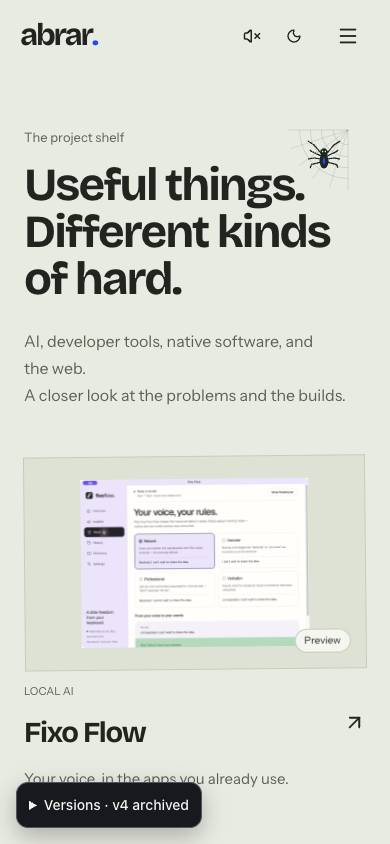 abrar.
The project shelf
Useful things.
Different kinds
of hard.
AI, developer tools, native software, and
the web.
A closer look at the problems and the builds.
fixoflow.
Your voice, your rules.
Preview
LOCAL AI
Fixo Flow
Your voice, in the apps you already use.
Versions · v4 archived